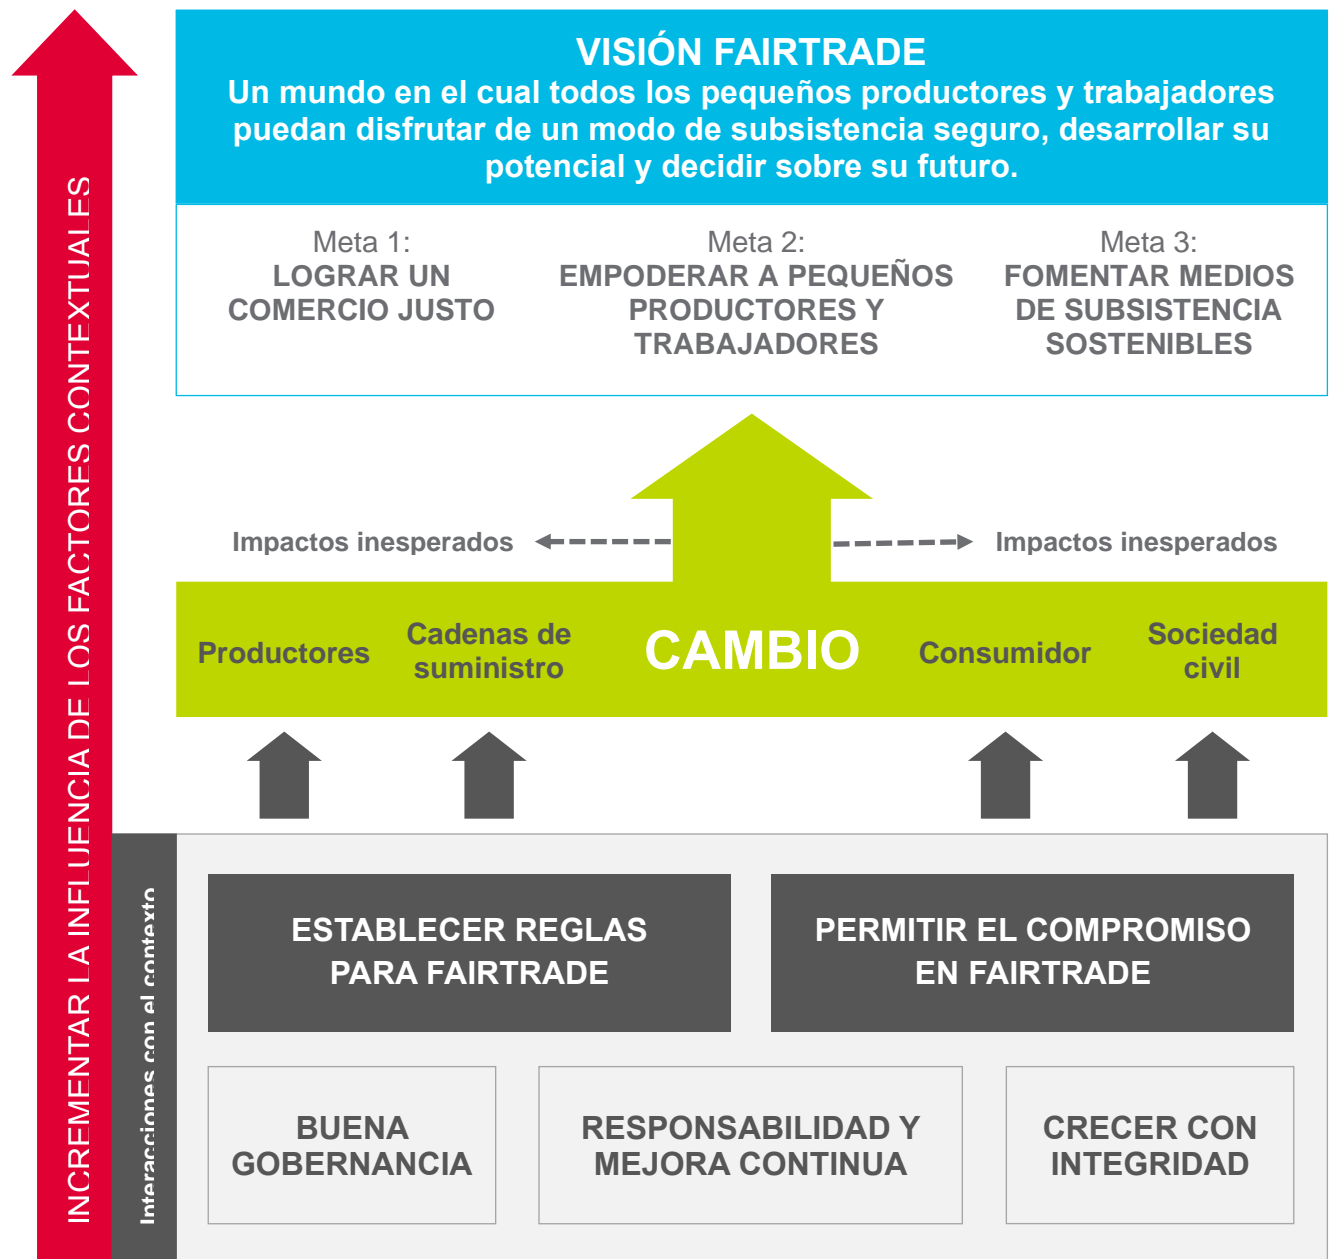 VISIÓN FAIRTRADE
Un mundo en el cual todos los pequeños productores y trabajadores
puedan disfrutar de un modo de subsistencia seguro, desarrollar su
potencial y decidir sobre su futuro.
Meta 1:
LOGRAR UN
COMERCIO JUSTO
Meta 2:
EMPODERAR A PEQUEÑOS
PRODUCTORES Y
TRABAJADORES
Meta 3:
FOMENTAR MEDIOS
DE SUBSISTENCIA
SOSTENIBLES
Impactos inesperados
Impactos inesperados
Productores
Cadenas de
suministro
CAMBIO
Consumidor
Sociedad
civil
ESTABLECER REGLAS
PARA FAIRTRADE
PERMITIR EL COMPROMISO
EN FAIRTRADE
BUENA
GOBERNANCIA
RESPONSABILIDAD Y
MEJORA CONTINUA
CRECER CON
INTEGRIDAD
INCREMENTAR LA INFLUENCIA DE LOS FACTORES CONTEXTUALES
Interacciones con el contexto